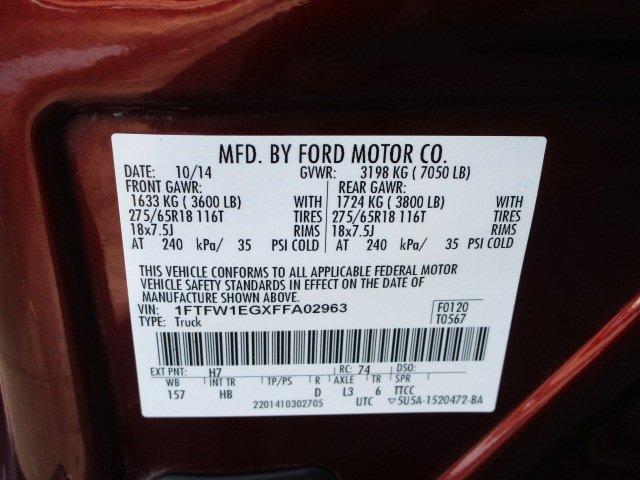 MFD. BY FORD MOTOR CO.
DATE: 10/14 GVWR: 3198 KG ( 7050 LB)
FRONT GAWR: REAR GAWR:
1633 KG ( 3600 LB) WITH 1724 KG ( 3800 LB) WITH
275/65R18 116T TIRES 275/65R18 116T TIRES
18x7.5J RIMS 18x7.5J RIMS
AT 240 kPa/ 35 PSI COLD AT 240 kPa/ 35 PSI COLD
THIS VEHICLE CONFORMS TO ALL APPLICABLE FEDERAL MOTOR
VEHICLE SAFETY STANDARDS IN EFFECT ON THE DATE OF
MANUFACTURE SHOWN ABOVE.
VIN: 1FTFW1EGXFFA02963 F0120
TYPE: Truck T0567
EXT PNT: H7 RC: 74 DSO:
WB INT TR TP/PS R AXLE TR SPR
157 HB D L3 6 TTCC
2201410302705 UTC ▽5U5A-1520472-BA